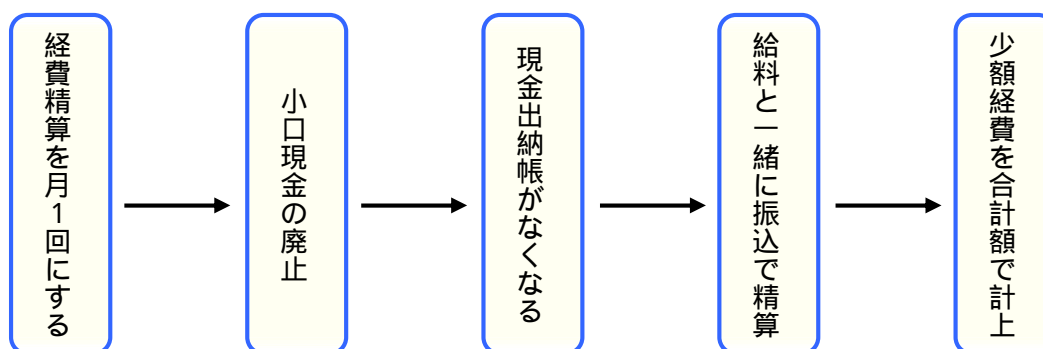 経費精算を月1回にする
小口現金の廃止
現金出納帳がなくなる
給料と一緒に振込で精算
少額経費を合計額で計上